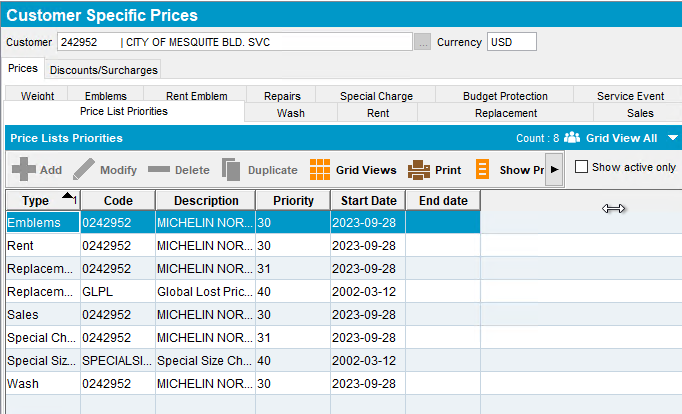 Customer Specific Prices
Customer 242952 | CITY OF MESQUITE BLD. SVC ... Currency USD
Prices Discounts/Surcharges
Weight Emblems Rent Emblem Repairs Special Charge Budget Protection Service Event
Price List Priorities Wash Rent Replacement Sales
Price Lists Priorities Count : 8 Grid View All
Add Modify Delete Duplicate Grid Views Print Show Pr Show active only
Type 1 Code Description Priority Start Date End date
Emblems 0242952 MICHELIN NOR... 30 2023-09-28
Rent 0242952 MICHELIN NOR... 30 2023-09-28
Replacem... 0242952 MICHELIN NOR... 31 2023-09-28
Replacem... GLPL Global Lost Pric... 40 2002-03-12
Sales 0242952 MICHELIN NOR... 30 2023-09-28
Special Ch... 0242952 MICHELIN NOR... 31 2023-09-28
Special Siz... SPECIALSI... Special Size Ch... 40 2002-03-12
Wash 0242952 MICHELIN NOR... 30 2023-09-28